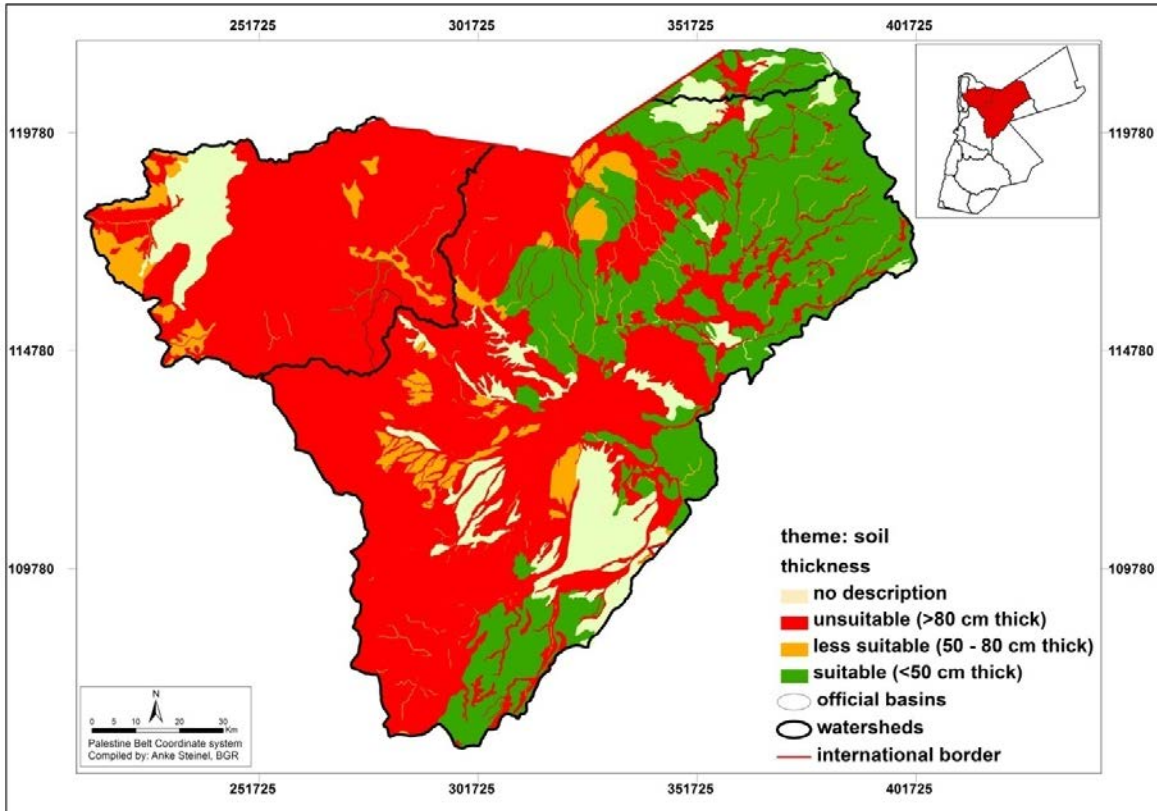 251725 301725 351725 401725
119780 119780
114780 114780
109780 109780
theme: soil
thickness
no description
unsuitable (>80 cm thick)
less suitable (50 - 80 cm thick)
suitable (<50 cm thick)
official basins
watersheds
international border
N
0 5 10 20 30
Km
Palestine Belt Coordinate system
Compiled by: Anke Steinel, BGR
251725 301725 351725 401725